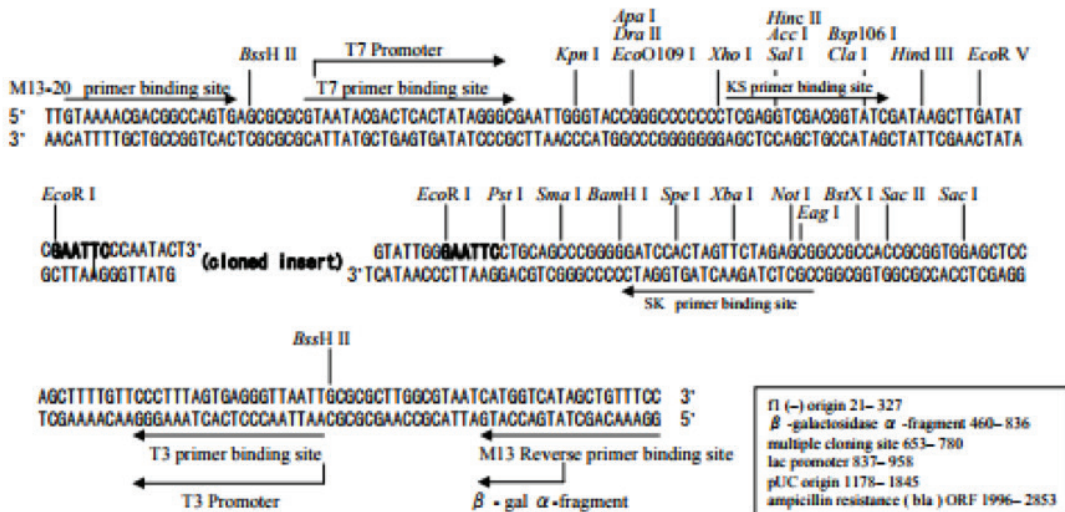 Apa I Hinc II
Dra II Acc I Bsp106 I
BssH II T7 Promoter Kpn I EcoO109 I Xho I Sal I Cla I Hind III EcoR V
M13-20 primer binding site T7 primer binding site KS primer binding site
5' TTGTAAAACGACGGCCAGTGAGCGCGCGTAATACGACTCACTATAGGGCGAATTGGGTACCGGGCCCCCCCTCGAGGTCGACGGTATCGATAAGCTTGATAT
3' AACATTTTGCTGCCGGTCACTCGCGCGCATTATGCTGAGTGATATCCCGCTTAACCCATGGCCCGGGGGGGAGCTCCAGCTGCCATAGCTATTCGAACTATA
EcoR I EcoR I Pst I Sma I BamH I Spe I Xba I Not I BstX I Sac II Sac I
Eag I
CGAATTCCCAATACT3' (cloned insert) GTATTGGGAATTCCTGCAGCCCGGGGGATCCACTAGTTCTAGAGCGGCCGCCACCGCGGTGGAGCTCC
GCTTAAGGGTTATG 3'TCATAACCCTTAAGGACGTCGGGCCCCCTAGGTGATCAAGATCTCGCCGGCGGTGGCGCCACCTCGAGG
SK primer binding site
BssH II
AGCTTTTGTTCCCTTTAGTGAGGGTTAATTGCGCGCTTGGCGTAATCATGGTCATAGCTGTTTCC 3'
TCGAAAACAAGGGAAATCACTCCCAATTAACGCGCGAACCGCATTAGTACCAGTATCGACAAAGG 5'
T3 primer binding site M13 Reverse primer binding site
T3 Promoter β - gal α-fragment
f1 (–) origin 21– 327
β -galactosidase α -fragment 460– 836
multiple cloning site 653– 780
lac promoter 837– 958
pUC origin 1178– 1845
ampicillin resistance ( bla ) ORF 1996– 2853